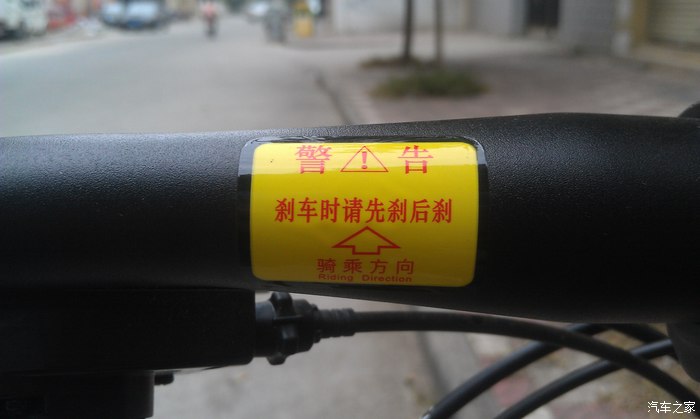 警 ! 告
刹车时请先刹后刹
骑乘方向
Riding Direction
汽车之家